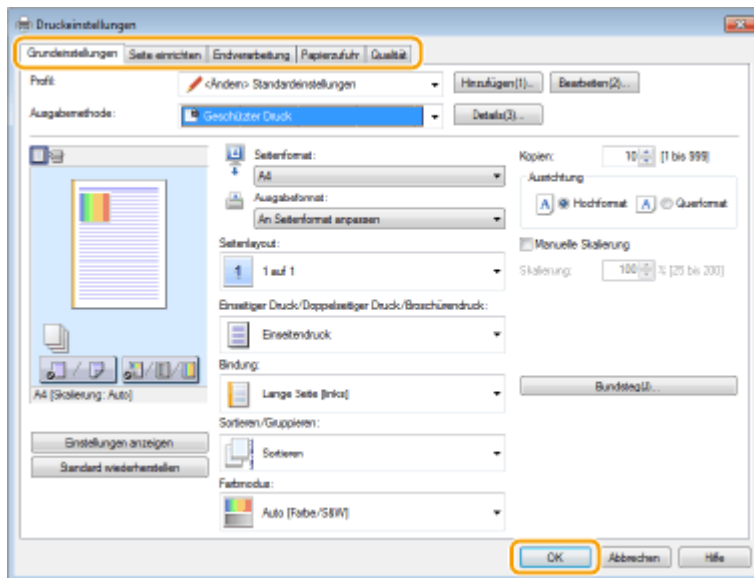 Druckeinstellungen
Grundeinstellungen Seite einrichten Endverarbeitung Papierzufuhr Qualität
Profil: <Ändern> Standardeinstellungen Hinzufügen(1)... Bearbeiten(2)...
Ausgabemethode: Geschützter Druck Details(3)...
Seitenformat:
A4
Ausgabeformat:
An Seitenformat anpassen
Kopien: 10 [1 bis 999]
Ausrichtung
A Hochformat A Querformat
Seitenlayout:
1 1 auf 1
Manuelle Skalierung
Skalierung: 100 % [25 bis 200]
Einseitiger Druck/Doppelseitiger Druck/Broschürendruck:
Einseitendruck
Bindung:
Lange Seite [links]
Bundsteg(J)...
A4 [Skalierung: Auto]
Sortieren/Gruppieren:
Sortieren
Einstellungen anzeigen
Standard wiederherstellen
Farbmodus:
Auto [Farbe/S&W]
OK Abbrechen Hilfe